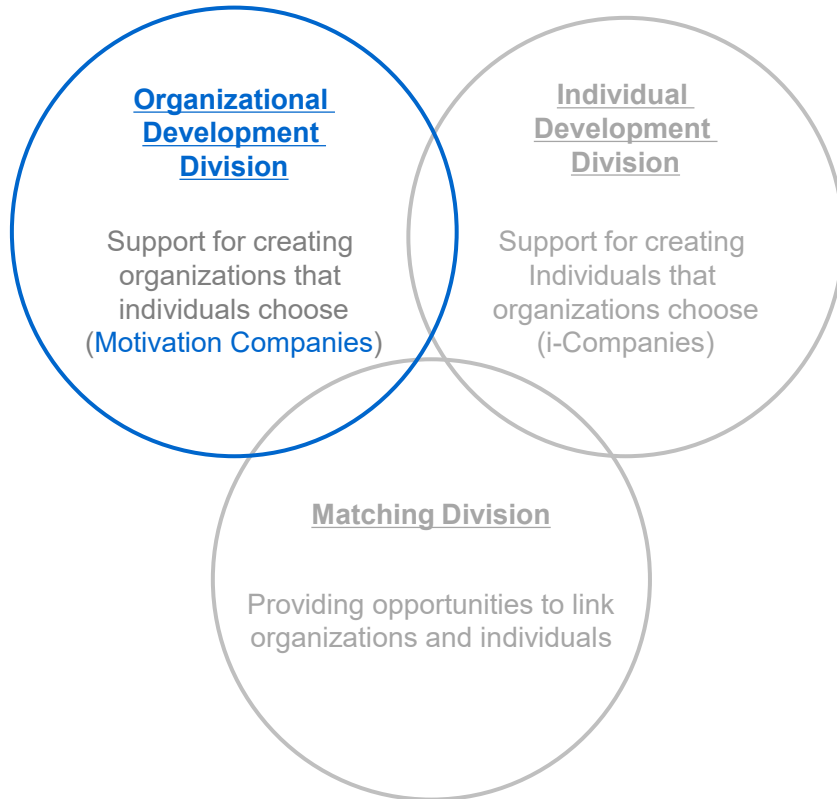 Organizational
Development
Division
Support for creating
organizations that
individuals choose
(Motivation Companies)
Individual
Development
Division
Support for creating
Individuals that
organizations choose
(i-Companies)
Matching Division
Providing opportunities to link
organizations and individuals